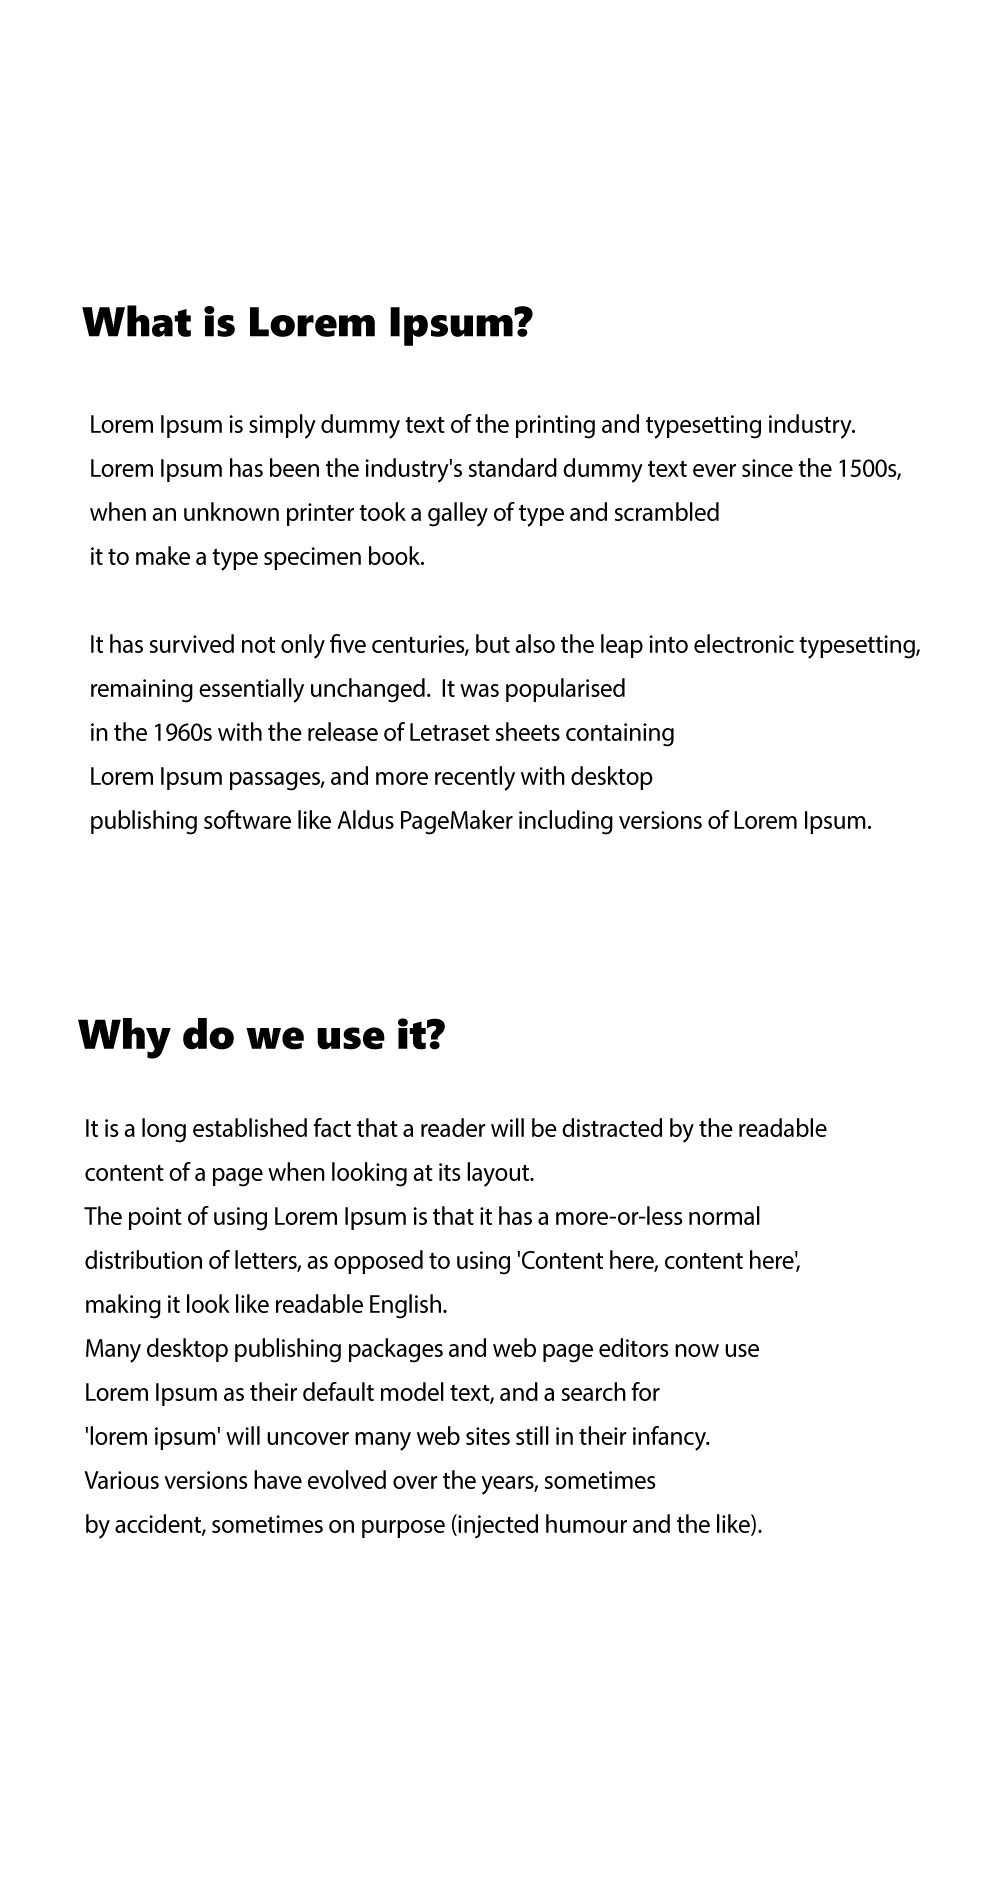 What is Lorem Ipsum?
Lorem Ipsum is simply dummy text of the printing and typesetting industry.
Lorem Ipsum has been the industry's standard dummy text ever since the 1500s,
when an unknown printer took a galley of type and scrambled
it to make a type specimen book.
It has survived not only five centuries, but also the leap into electronic typesetting,
remaining essentially unchanged.  It was popularised
in the 1960s with the release of Letraset sheets containing
Lorem Ipsum passages, and more recently with desktop
publishing software like Aldus PageMaker including versions of Lorem Ipsum.
Why do we use it?
It is a long established fact that a reader will be distracted by the readable
content of a page when looking at its layout.
The point of using Lorem Ipsum is that it has a more-or-less normal
distribution of letters, as opposed to using 'Content here, content here',
making it look like readable English.
Many desktop publishing packages and web page editors now use
Lorem Ipsum as their default model text, and a search for
'lorem ipsum' will uncover many web sites still in their infancy.
Various versions have evolved over the years, sometimes
by accident, sometimes on purpose (injected humour and the like).